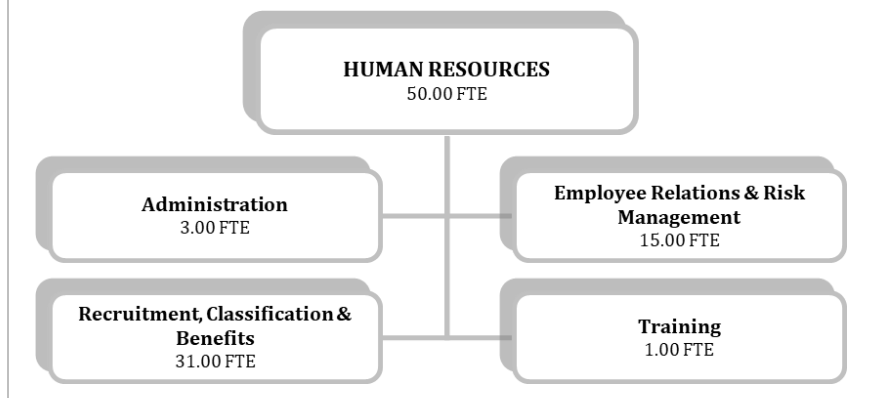 HUMAN RESOURCES
50.00 FTE
Administration
3.00 FTE
Employee Relations & Risk
Management
15.00 FTE
Recruitment, Classification &
Benefits
31.00 FTE
Training
1.00 FTE